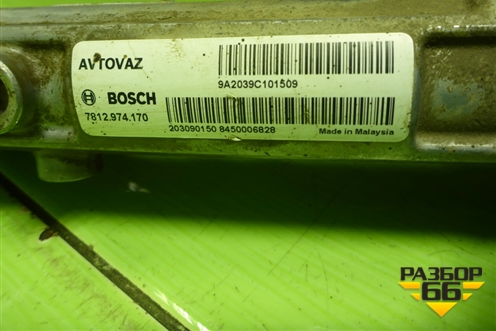 AVTOVAZ
9A2039C101509
BOSCH
7812.974.170
203090150 8450006828
Made in Malaysia
РАЗБОР
66